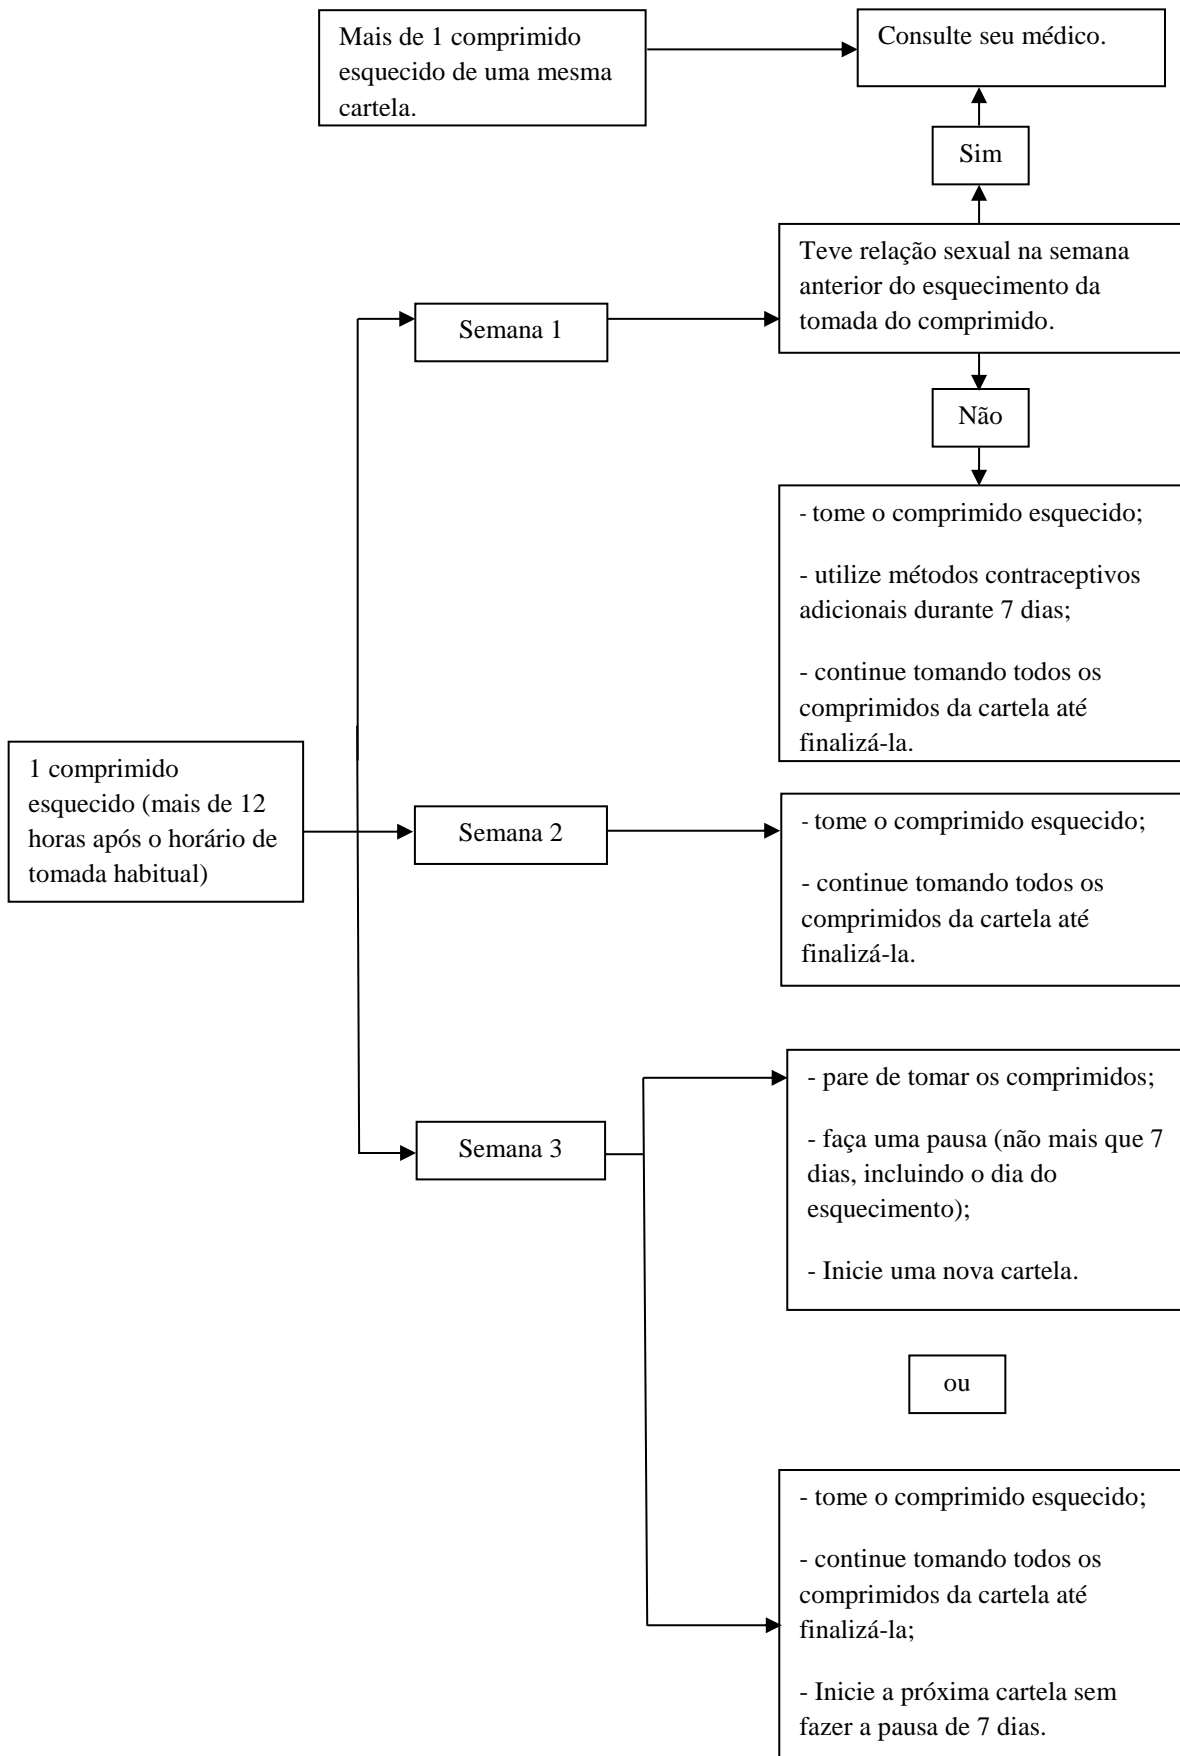 Mais de 1 comprimido
esquecido de uma mesma
cartela.
Consulte seu médico.
Sim
Teve relação sexual na semana
anterior do esquecimento da
tomada do comprimido.
Semana 1
Não
- tome o comprimido esquecido;
- utilize métodos contraceptivos
adicionais durante 7 dias;
- continue tomando todos os
comprimidos da cartela até
finalizá-la.
1 comprimido
esquecido (mais de 12
horas após o horário de
tomada habitual)
Semana 2
- tome o comprimido esquecido;
- continue tomando todos os
comprimidos da cartela até
finalizá-la.
Semana 3
- pare de tomar os comprimidos;
- faça uma pausa (não mais que 7
dias, incluindo o dia do
esquecimento);
- Inicie uma nova cartela.
ou
- tome o comprimido esquecido;
- continue tomando todos os
comprimidos da cartela até
finalizá-la;
- Inicie a próxima cartela sem
fazer a pausa de 7 dias.